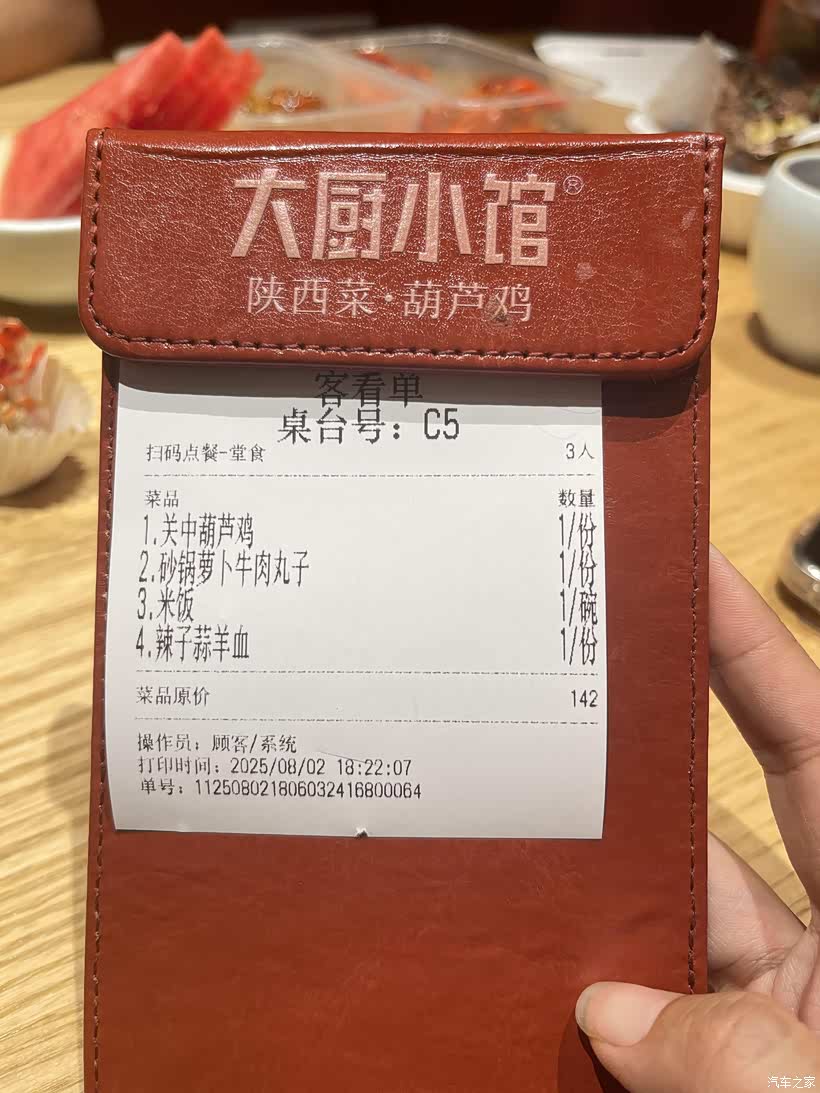 大厨小馆®
陕西菜·葫芦鸡
客看单
桌台号：C5
扫码点餐-堂食 3人
菜品 数量
1.关中葫芦鸡 1/份
2.砂锅萝卜牛肉丸子 1/份
3.米饭 1/碗
4.辣子蒜羊血 1/份
菜品原价 142
操作员：顾客/系统
打印时间：2025/08/02 18:22:07
单号：112508021806032416800064
汽车之家